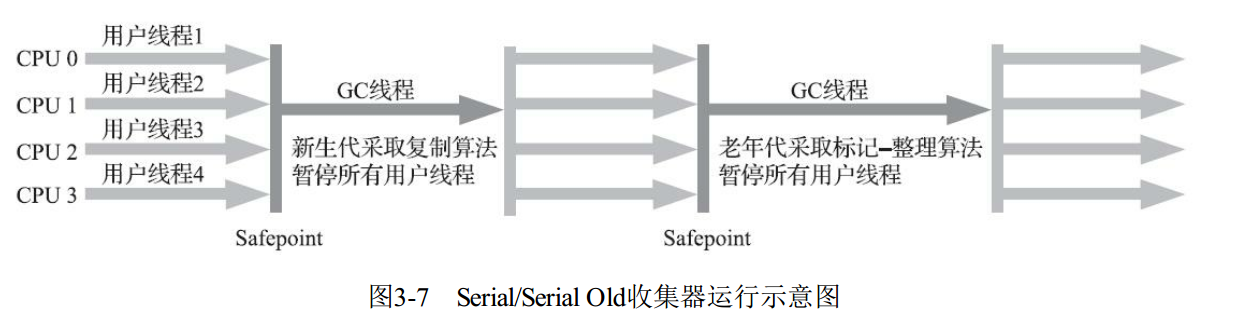 用户线程1
CPU 0
用户线程2
CPU 1
用户线程3
CPU 2
用户线程4
CPU 3
GC线程
新生代采取复制算法
暂停所有用户线程
Safepoint
GC线程
老年代采取标记–整理算法
暂停所有用户线程
Safepoint
图3-7 Serial/Serial Old收集器运行示意图